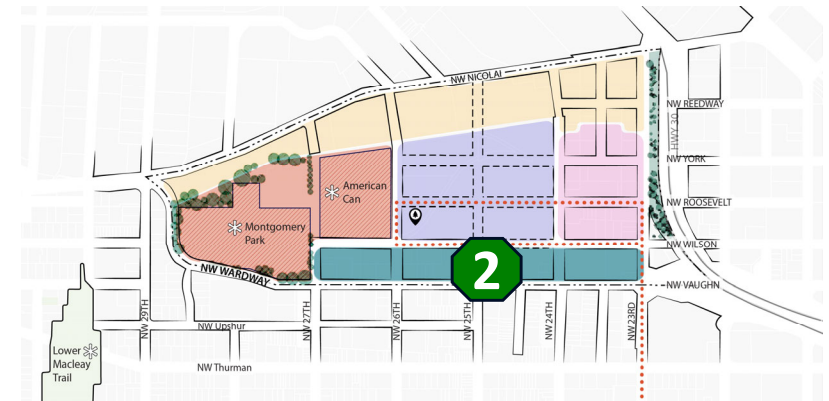 NW NICOLAI
NW REEDWAY
HWY 30
NW YORK
American
Can
NW ROOSEVELT
Montgomery
Park
NW WILSON
2
NW WARDWAY
NW VAUGHN
NW 29TH
NW 27TH
NW 26TH
NW 25TH
NW 24TH
NW 23RD
NW Upshur
Lower
Macleay
Trail
NW Thurman